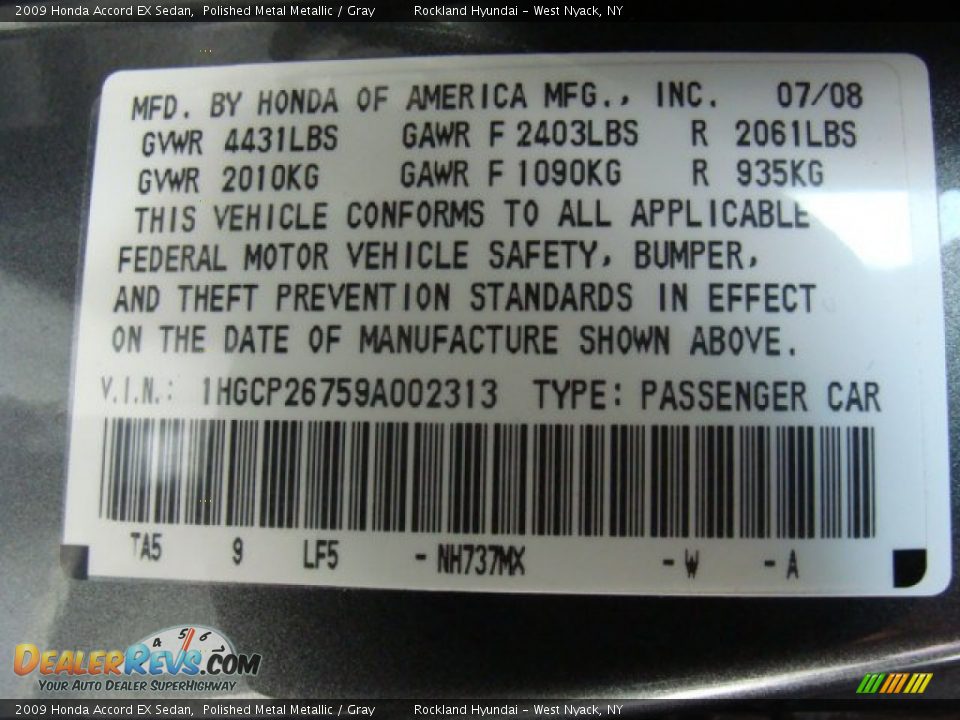 2009 Honda Accord EX Sedan, Polished Metal Metallic / Gray Rockland Hyundai - West Nyack, NY
MFD. BY HONDA OF AMERICA MFG., INC. 07/08
GVWR 4431LBS GAWR F 2403LBS R 2061LBS
GVWR 2010KG GAWR F 1090KG R 935KG
THIS VEHICLE CONFORMS TO ALL APPLICABLE
FEDERAL MOTOR VEHICLE SAFETY, BUMPER,
AND THEFT PREVENTION STANDARDS IN EFFECT
ON THE DATE OF MANUFACTURE SHOWN ABOVE.
V.I.N.: 1HGCP26759A002313 TYPE: PASSENGER CAR
TA5 9 LF5 - NH737MX - W - A
4 5 6
DEALERREVS.COM
YOUR AUTO DEALER SUPERHIGHWAY
2009 Honda Accord EX Sedan, Polished Metal Metallic / Gray Rockland Hyundai - West Nyack, NY